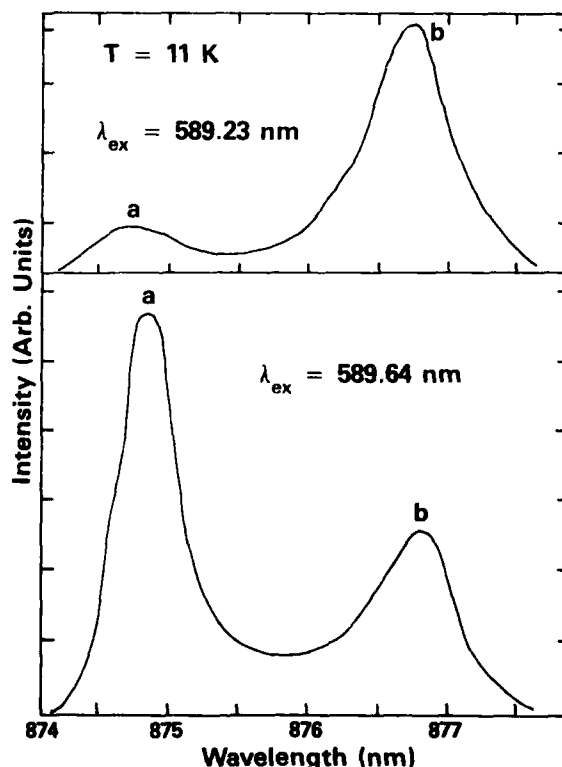 T = 11 K
b
λex = 589.23 nm
a
a
λex = 589.64 nm
b
Intensity (Arb. Units)
874 875 876 877
Wavelength (nm)